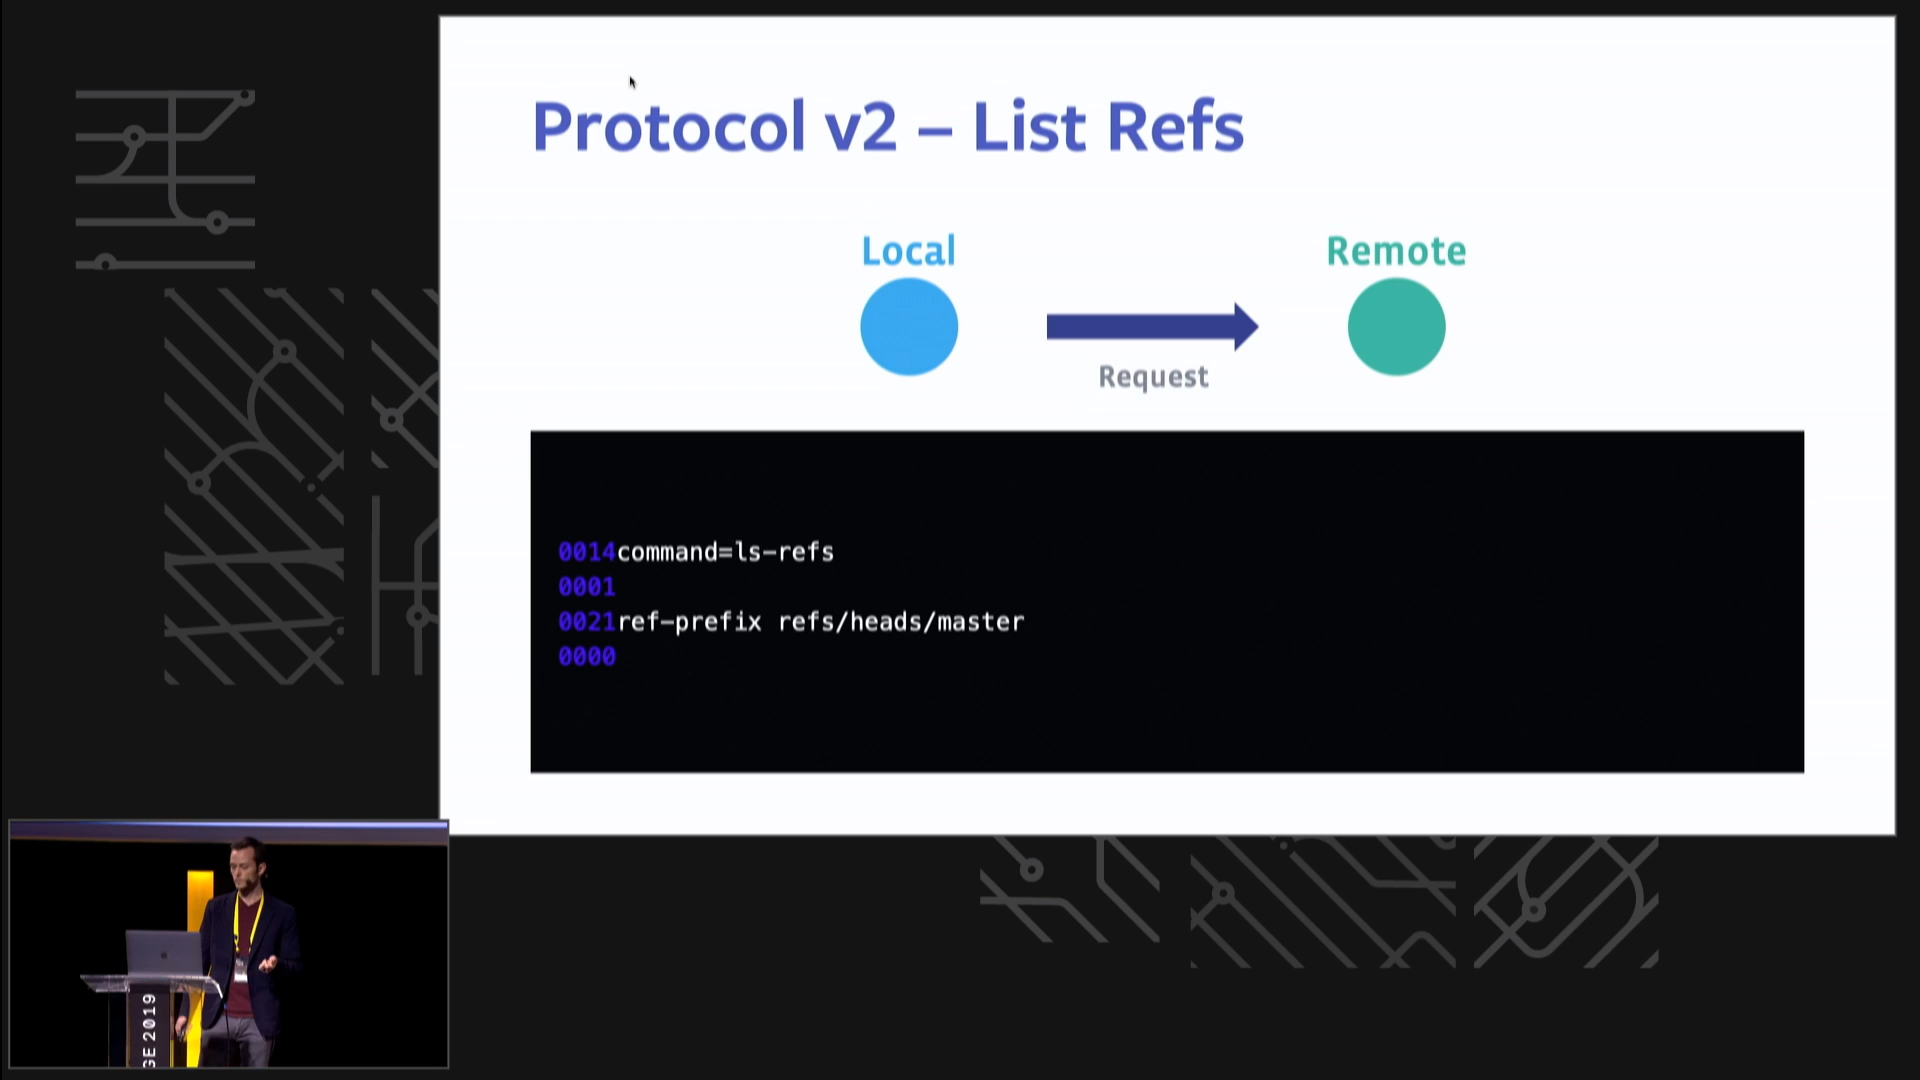 Protocol v2 – List Refs
Local
Remote
Request
0014command=ls-refs
0001
0021ref-prefix refs/heads/master
0000
GE 2019